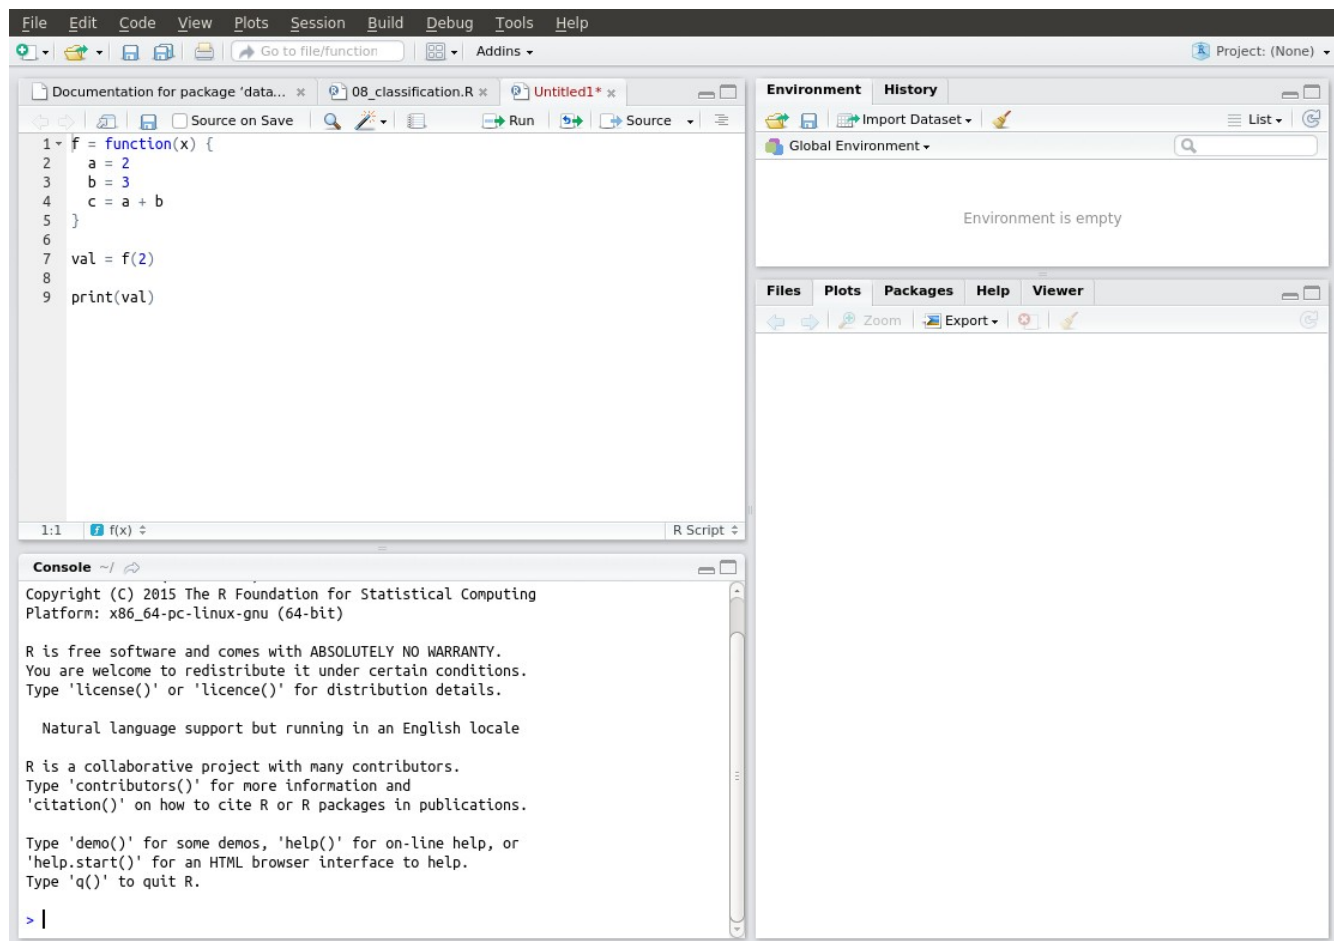 File Edit Code View Plots Session Build Debug Tools Help
Go to file/function Addins Project: (None)
Documentation for package ‘data... 08_classification.R Untitled1*
Source on Save Run Source
1 f = function(x) {
2 a = 2
3 b = 3
4 c = a + b
5 }
6
7 val = f(2)
8
9 print(val)
1:1 f(x) R Script
Console ~/
Copyright (C) 2015 The R Foundation for Statistical Computing
Platform: x86_64-pc-linux-gnu (64-bit)
R is free software and comes with ABSOLUTELY NO WARRANTY.
You are welcome to redistribute it under certain conditions.
Type 'license()' or 'licence()' for distribution details.
Natural language support but running in an English locale
R is a collaborative project with many contributors.
Type 'contributors()' for more information and
'citation()' on how to cite R or R packages in publications.
Type 'demo()' for some demos, 'help()' for on-line help, or
'help.start()' for an HTML browser interface to help.
Type 'q()' to quit R.
>
Environment History
Import Dataset List
Global Environment
Environment is empty
Files Plots Packages Help Viewer
Zoom Export